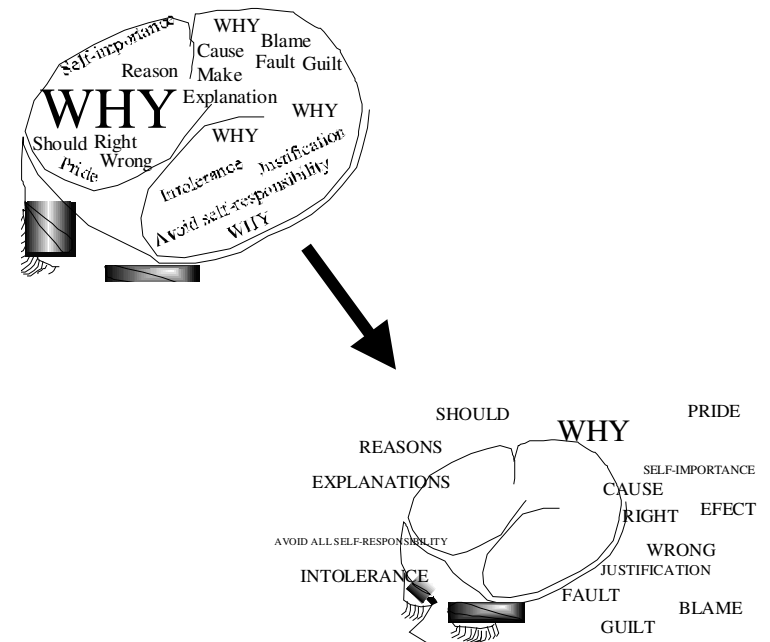 Self-importance
WHY
Cause
Blame
Reason
Make
Fault
Guilt
Explanation
WHY
WHY
Should
Right
Wrong
Pride
WHY
Intolerance
Justification
Avoid self-responsibility
WHY
SHOULD
WHY
PRIDE
REASONS
EXPLANATIONS
SELF-IMPORTANCE
CAUSE
RIGHT
EFECT
AVOID ALL SELF-RESPONSIBILITY
WRONG
INTOLERANCE
JUSTIFICATION
FAULT
BLAME
GUILT